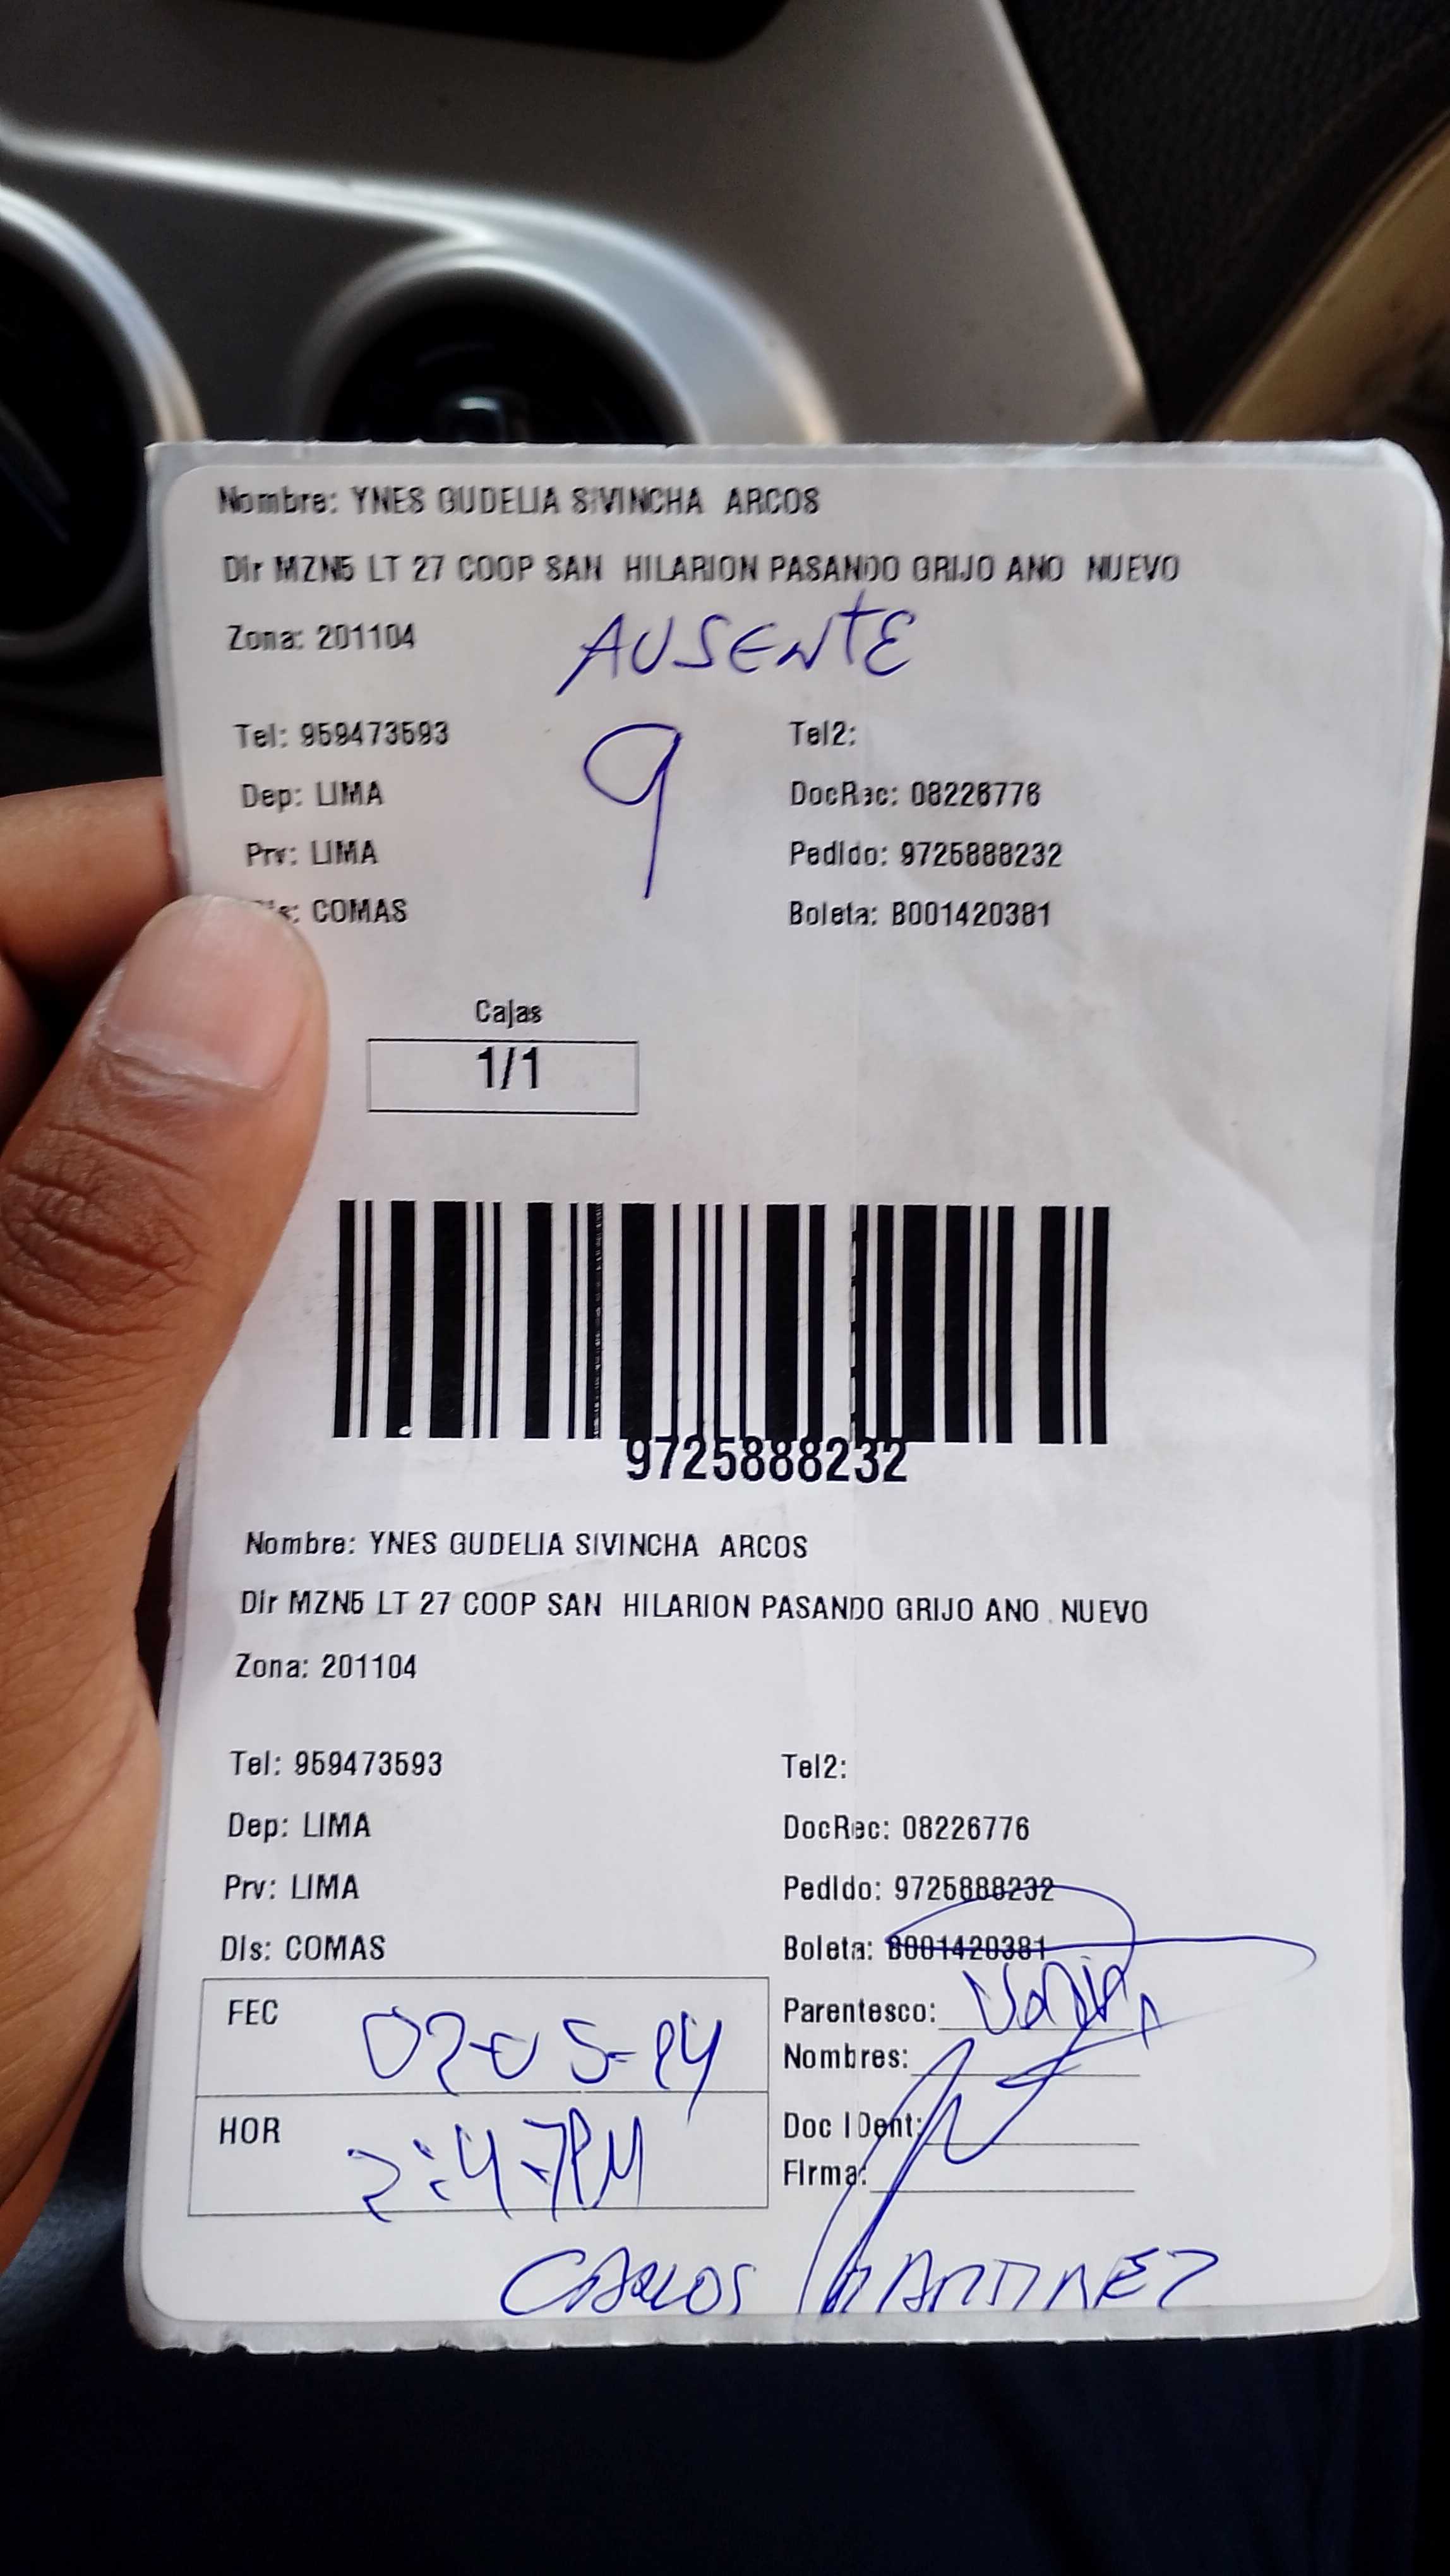 Nombre: YNES GUDELIA SIVINCHA ARCOS
Dir MZN5 LT 27 COOP SAN HILARION PASANDO GRIJO ANO NUEVO
Zona: 201104
AUSENTE
9
Tel: 959473593 Tel2:
Dep: LIMA DocRec: 08226776
Prv: LIMA Pedido: 9725888232
Dis: COMAS Boleta: B001420381
Cajas
1/1
9725888232
Nombre: YNES GUDELIA SIVINCHA ARCOS
Dir MZN5 LT 27 COOP SAN HILARION PASANDO GRIJO ANO NUEVO
Zona: 201104
Tel: 959473593 Tel2:
Dep: LIMA DocRec: 08226776
Prv: LIMA Pedido: 9725888232
Dis: COMAS Boleta: B001420381
FEC
Parentesco:
Nombres:
HOR 2:47PM
Doc IDent:
Firma:
CARLOS MARTINEZ